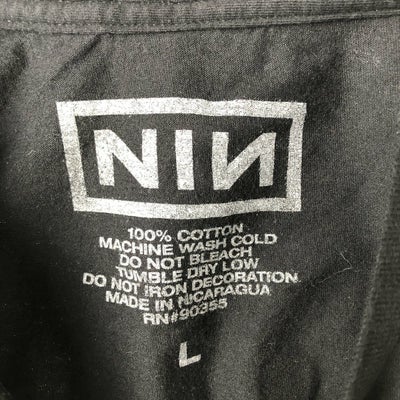 NIИ
100% COTTON
MACHINE WASH COLD
DO NOT BLEACH
TUMBLE DRY LOW
DO NOT IRON DECORATION
MADE IN NICARAGUA
RN#90355
L